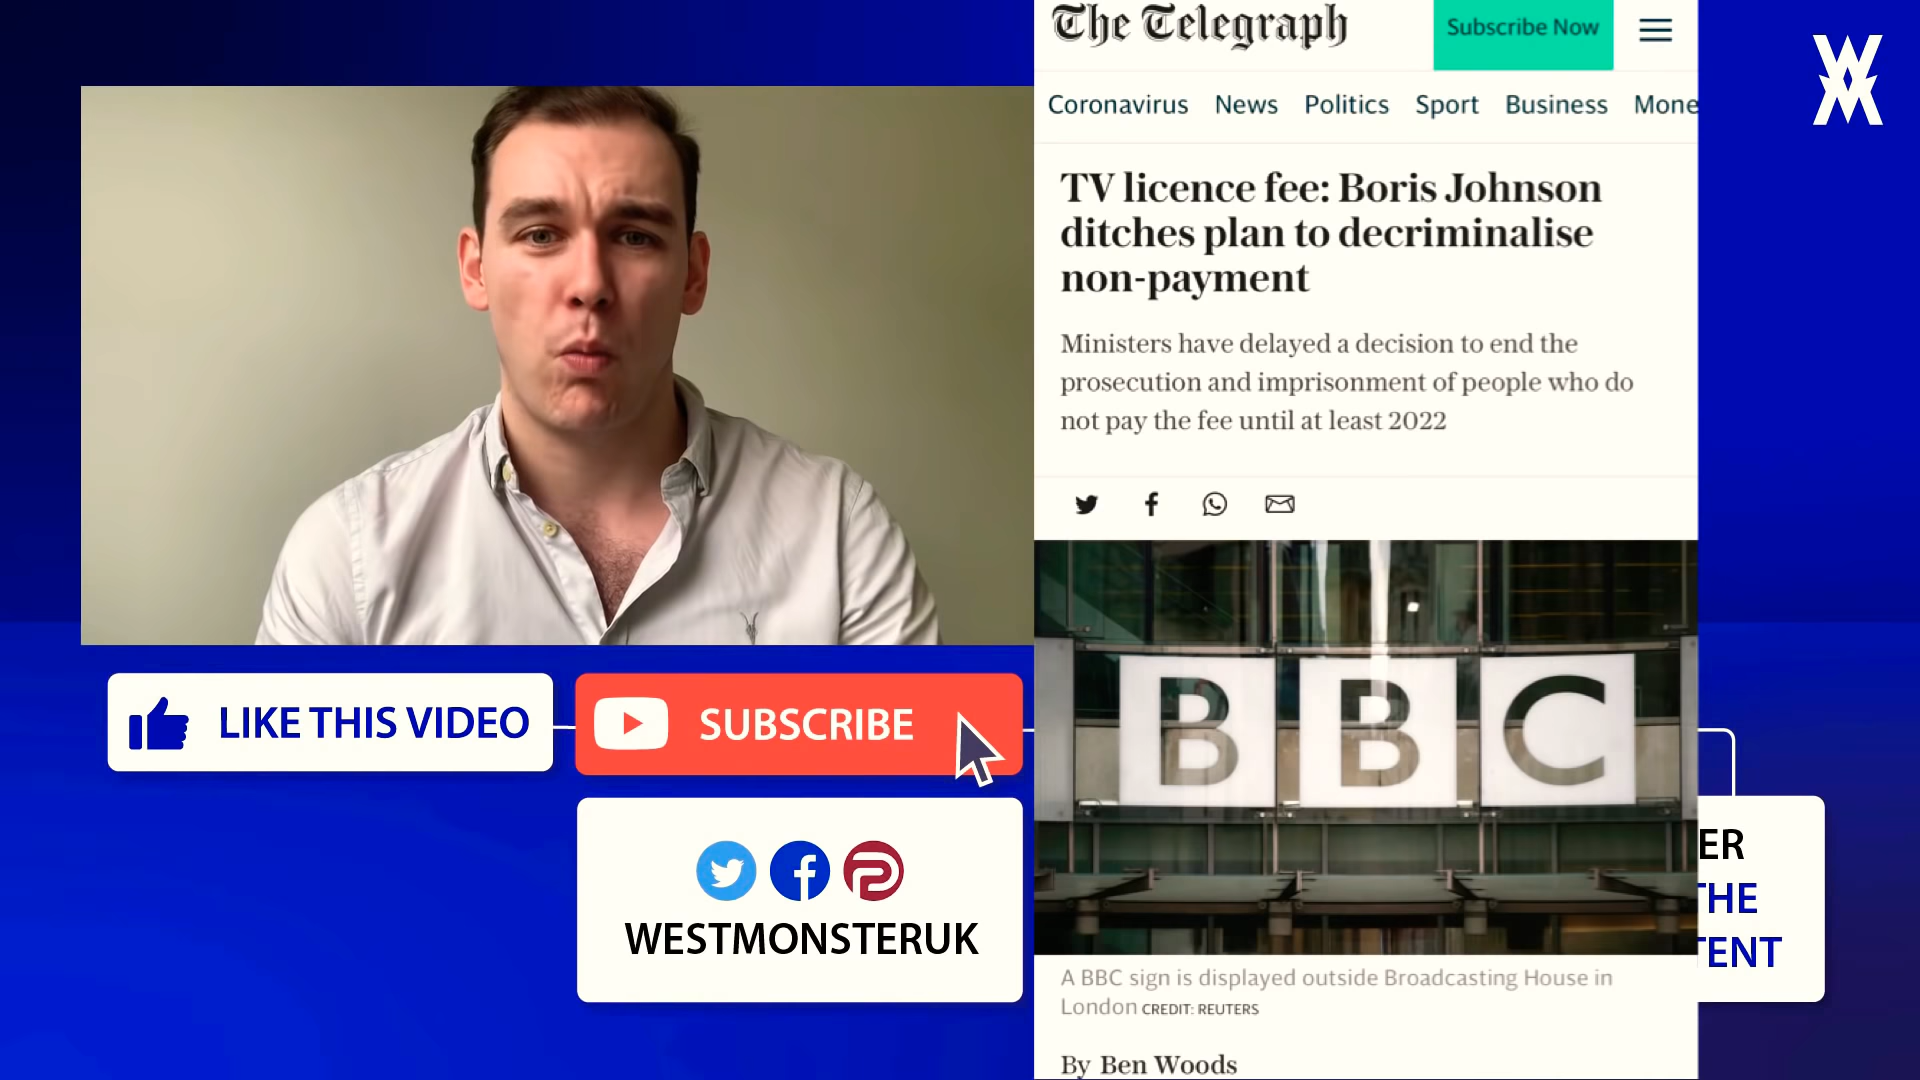 The Telegraph
Subscribe Now
Coronavirus News Politics Sport Business Mone
TV licence fee: Boris Johnson
ditches plan to decriminalise
non-payment
Ministers have delayed a decision to end the
prosecution and imprisonment of people who do
not pay the fee until at least 2022
BBC
A BBC sign is displayed outside Broadcasting House in
London CREDIT: REUTERS
By Ben Woods
LIKE THIS VIDEO
SUBSCRIBE
WESTMONSTERUK
ER
THE
TENT